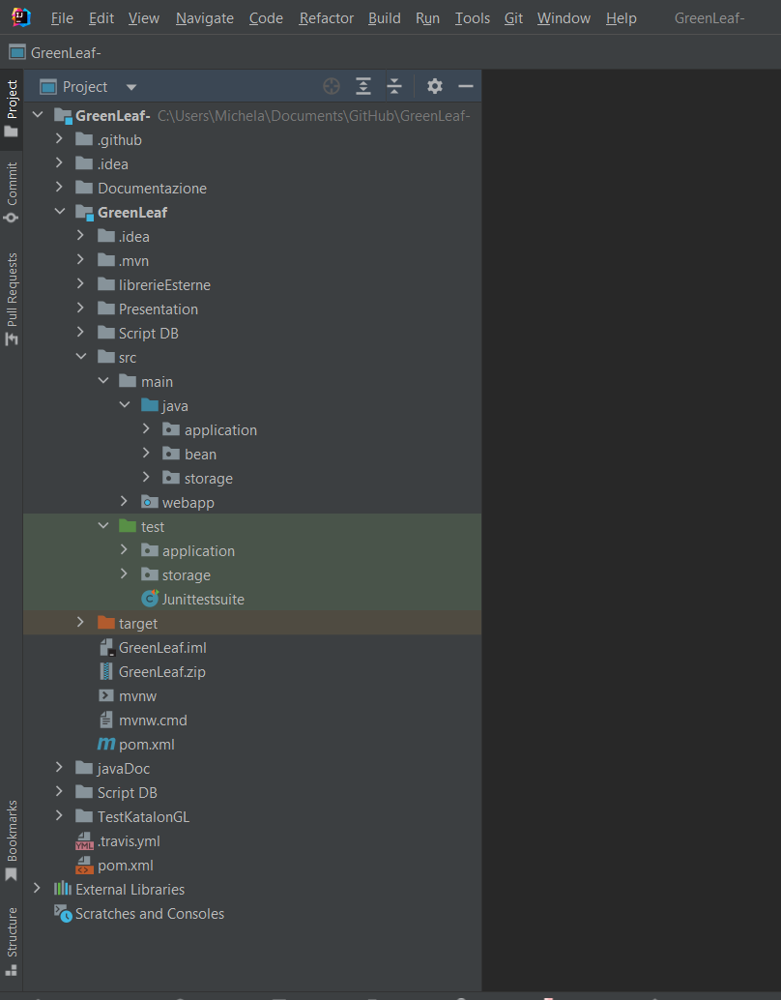 File Edit View Navigate Code Refactor Build Run Tools Git Window Help GreenLeaf-
GreenLeaf-
Project
Project
Commit
Pull Requests
Bookmarks
Structure
GreenLeaf- C:\Users\Michela\Documents\GitHub\GreenLeaf-
.github
.idea
Documentazione
GreenLeaf
.idea
.mvn
librerieEsterne
Presentation
Script DB
src
main
java
application
bean
storage
webapp
test
application
storage
Junittestsuite
target
GreenLeaf.iml
GreenLeaf.zip
mvnw
mvnw.cmd
pom.xml
javaDoc
Script DB
TestKatalonGL
.travis.yml
pom.xml
External Libraries
Scratches and Consoles